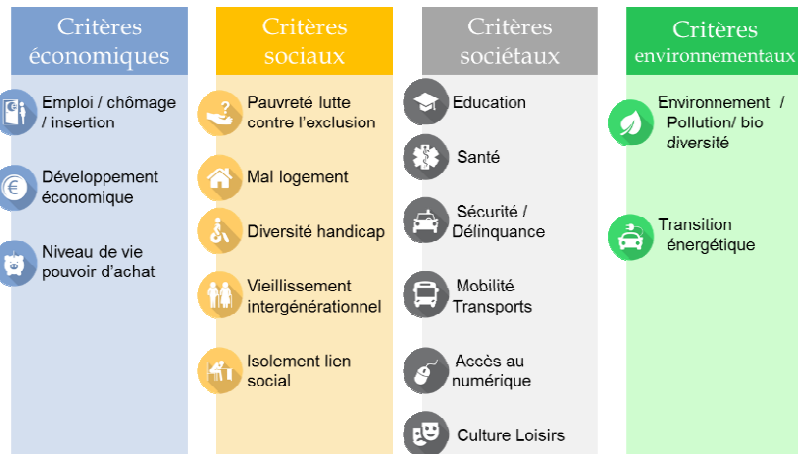 Critères
économiques
Emploi / chômage
/ insertion
Développement
économique
Niveau de vie
pouvoir d'achat
Critères
sociaux
Pauvreté lutte
contre l'exclusion
Mal logement
Diversité handicap
Vieillissement
intergénérationnel
Isolement lien
social
Critères
sociétaux
Education
Santé
Sécurité /
Délinquance
Mobilité
Transports
Accès au
numérique
Culture Loisirs
Critères
environnementaux
Environnement /
Pollution/ bio
diversité
Transition
énergétique